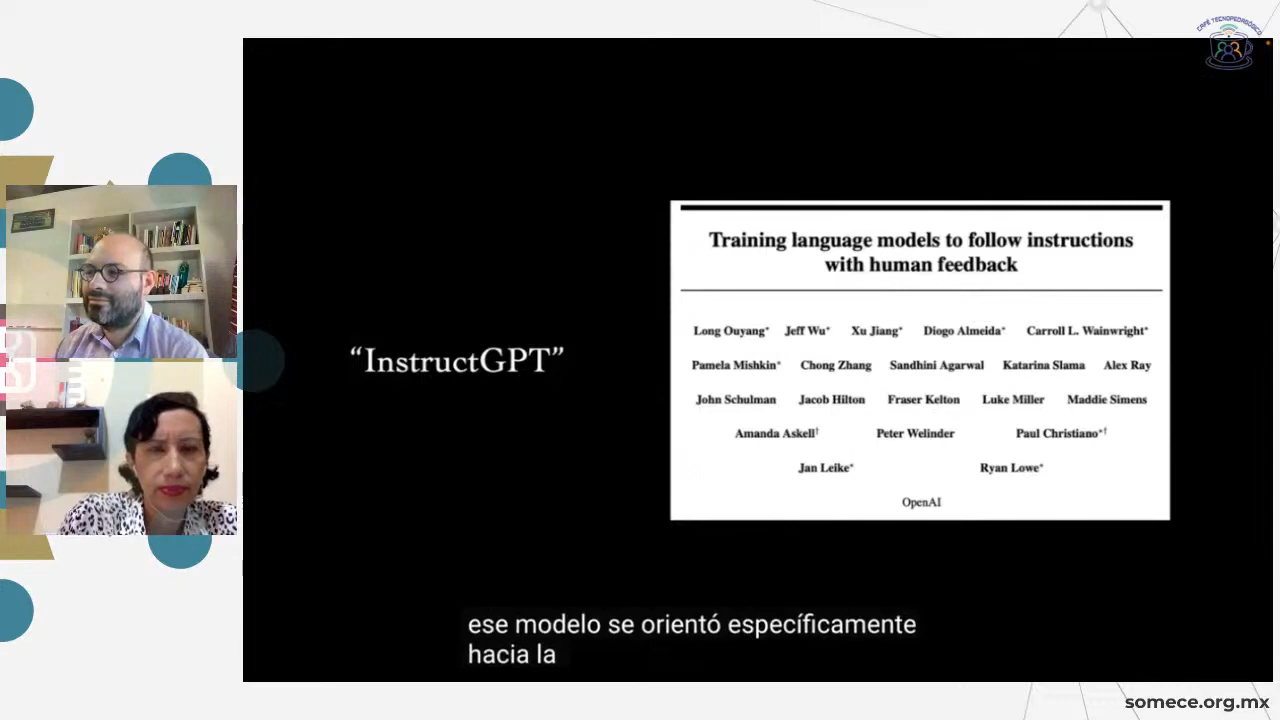 CAFÉ TECNOPEDAGÓGICO
Training language models to follow instructions
with human feedback
Long Ouyang* Jeff Wu* Xu Jiang* Diogo Almeida* Carroll L. Wainwright*
Pamela Mishkin* Chong Zhang Sandhini Agarwal Katarina Slama Alex Ray
John Schulman Jacob Hilton Fraser Kelton Luke Miller Maddie Simens
Amanda Askell† Peter Welinder Paul Christiano*†
Jan Leike* Ryan Lowe*
OpenAI
“InstructGPT”
ese modelo se orientó específicamente
hacia la
somece.org.mx